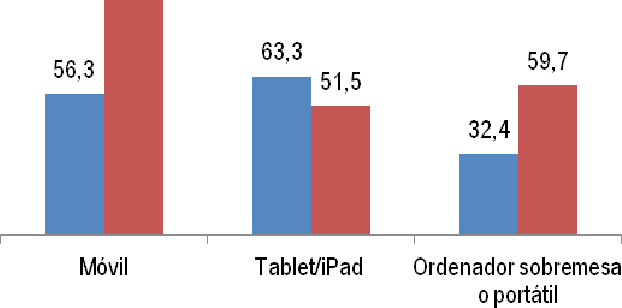 56,3
63,3
51,5
32,4
59,7
Móvil
Tablet/iPad
Ordenador sobremesa
o portátil